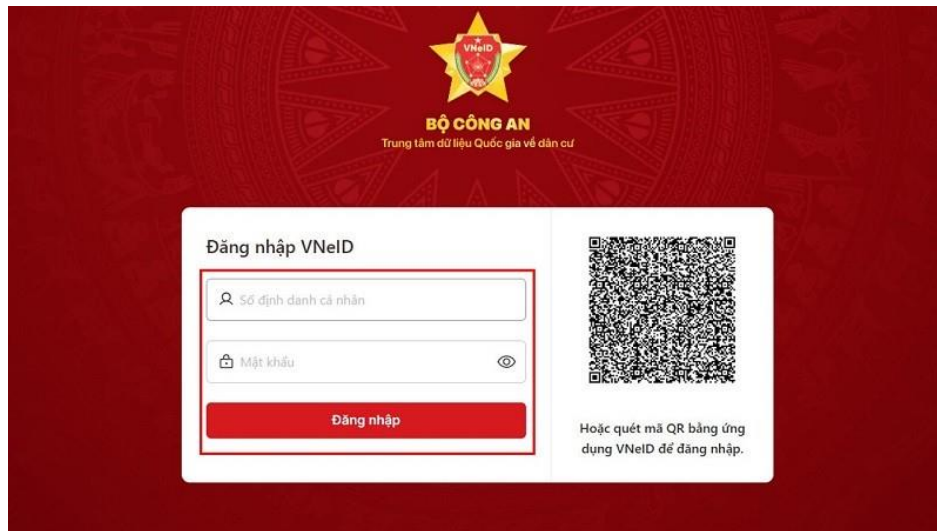 VNeID
BỘ CÔNG AN
Trung tâm dữ liệu Quốc gia về dân cư
Đăng nhập VNeID
Số định danh cá nhân
Mật khẩu
Đăng nhập
Hoặc quét mã QR bằng ứng
dụng VNeID để đăng nhập.